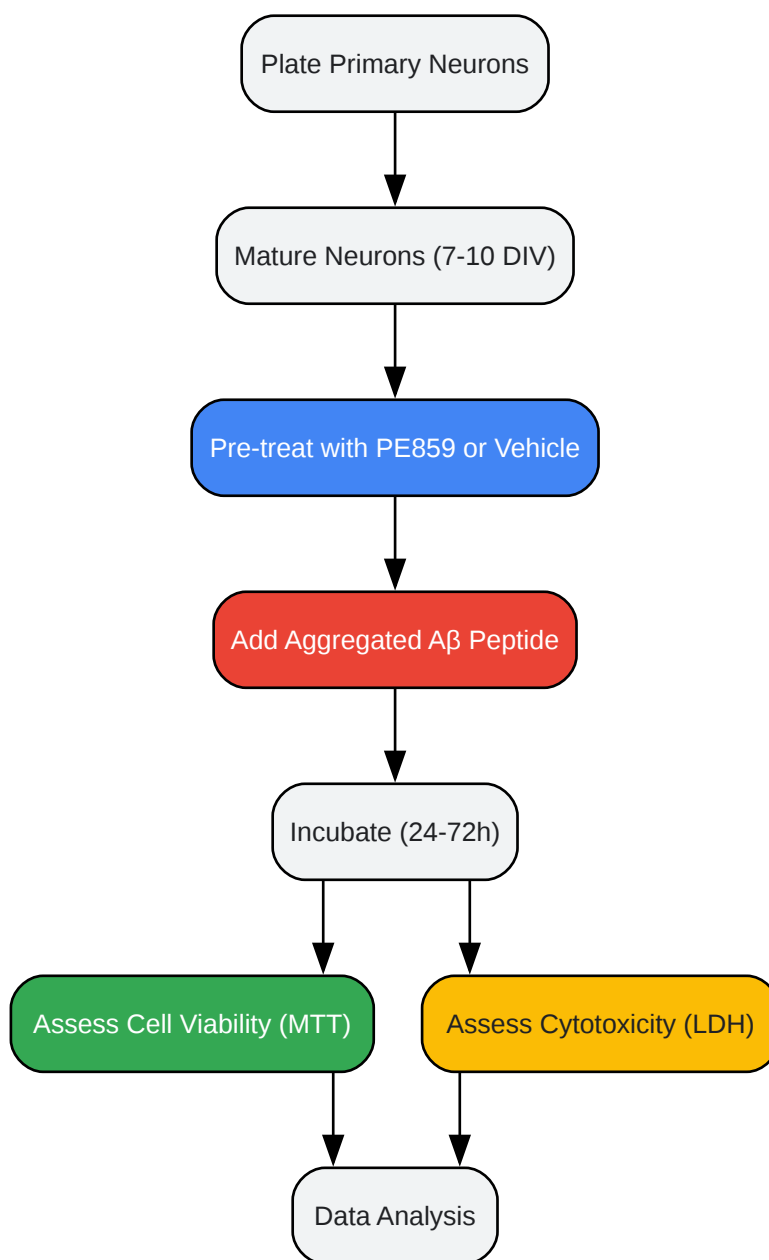 Plate Primary Neurons
Mature Neurons (7-10 DIV)
Pre-treat with PE859 or Vehicle
Add Aggregated Aβ Peptide
Incubate (24-72h)
Assess Cell Viability (MTT)
Assess Cytotoxicity (LDH)
Data Analysis